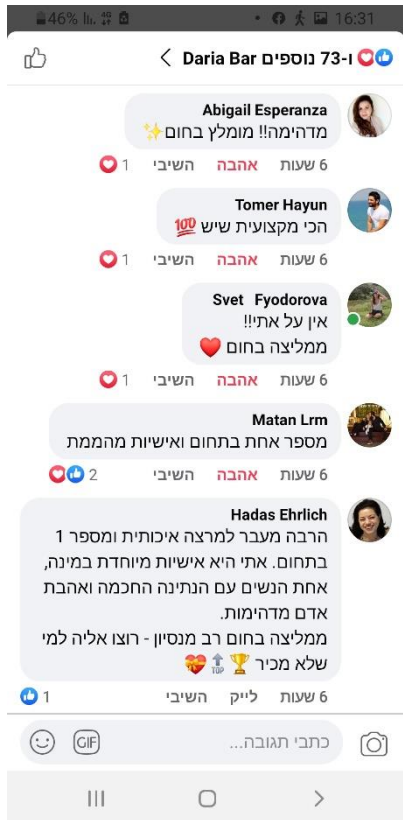 46% 16:31
Daria Bar ו-73 נוספים
Abigail Esperanza
מדהימה!! מומלץ בחום✨
6 שעות אהבה השיבי 1
Tomer Hayun
הכי מקצועית שיש 💯
6 שעות אהבה השיבי 1
Svet Fyodorova
אין על אתי!!
ממליצה בחום ❤️
6 שעות אהבה השיבי 1
Matan Lrm
מספר אחת בתחום ואישיות מהממת
6 שעות אהבה השיבי 2
Hadas Ehrlich
הרבה מעבר למרצה איכותית ומספר 1
בתחום. אתי היא אישיות מיוחדת במינה,
אחת הנשים עם הנתינה החכמה ואהבת
אדם מדהימות.
ממליצה בחום רב מנסיון - רוצו אליה למי
שלא מכיר 🏆🔝💝
6 שעות לייק השיבי 1
כתבי תגובה...
GIF